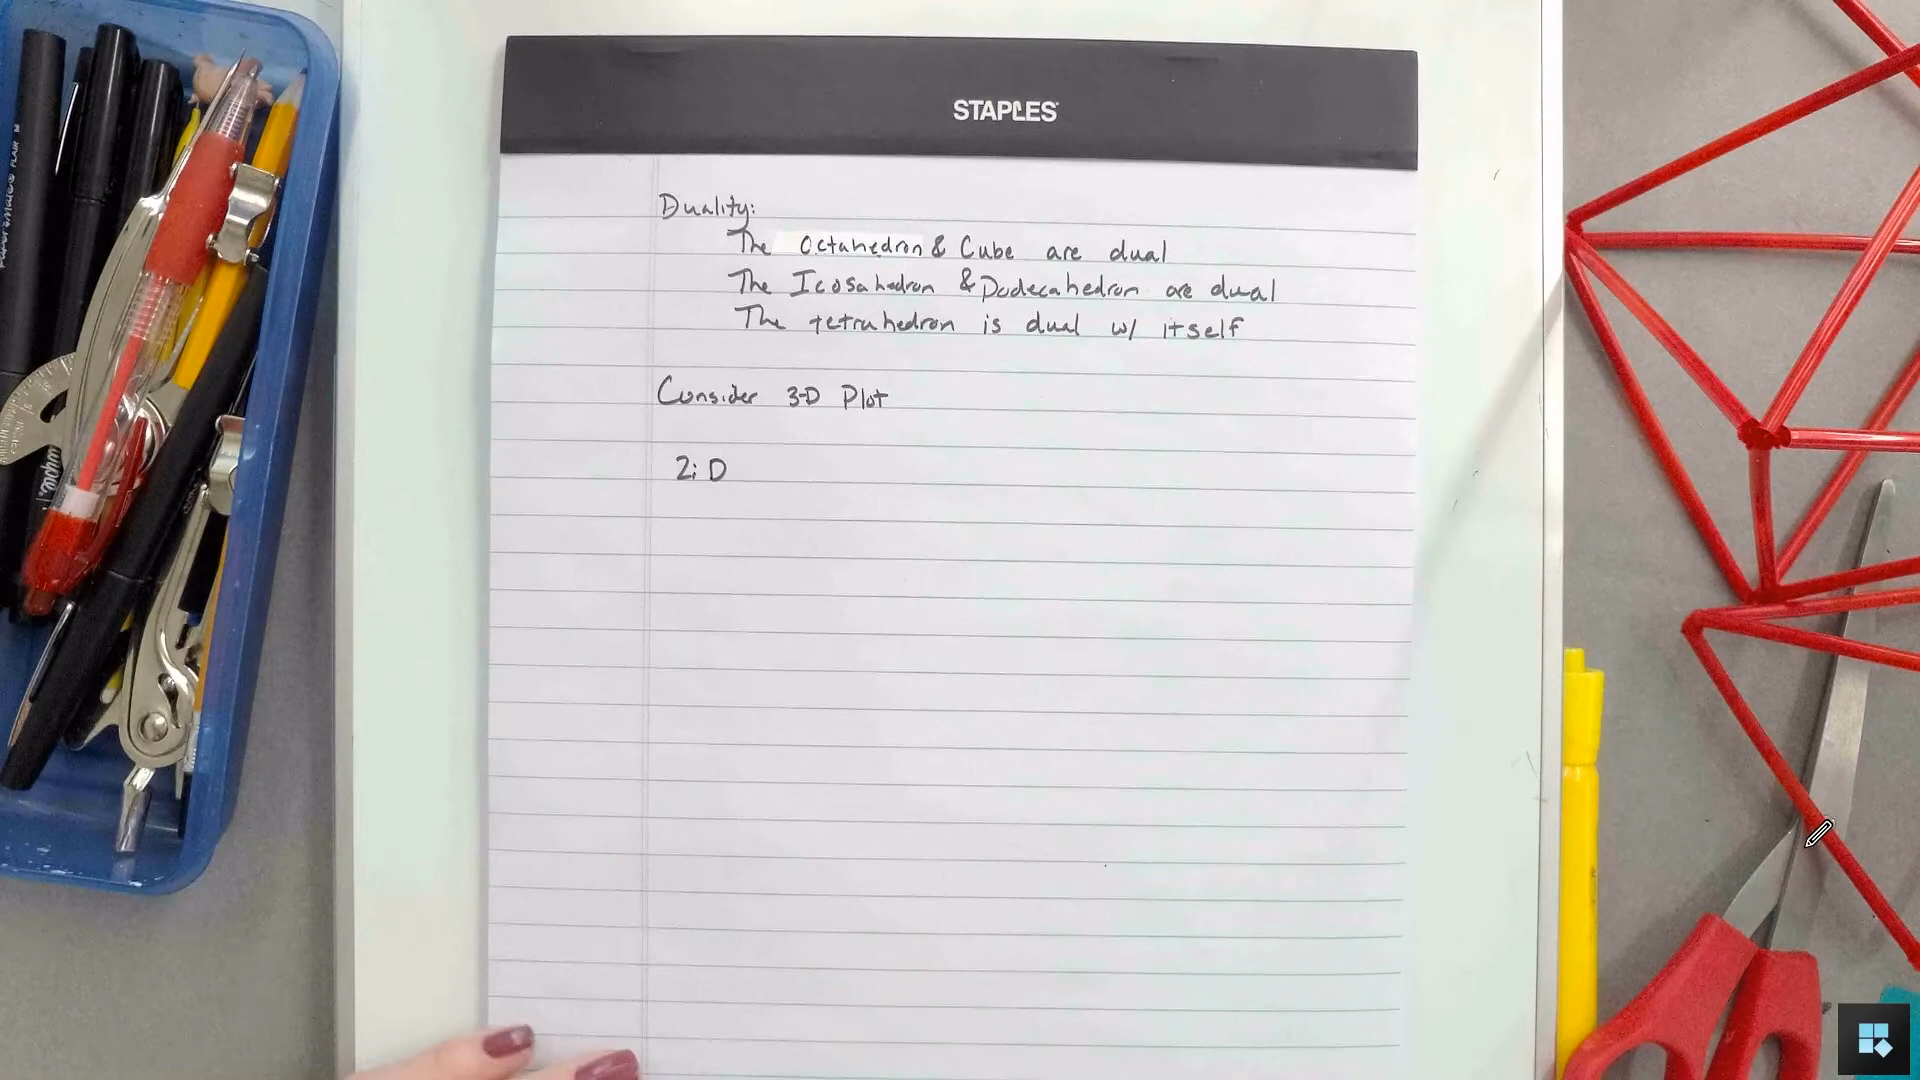 STAPLES
Duality:
The Octahedron & Cube are dual
The Icosahedron & Dodecahedron are dual
The tetrahedron is dual w/ itself
Consider 3-D Plot
2; D